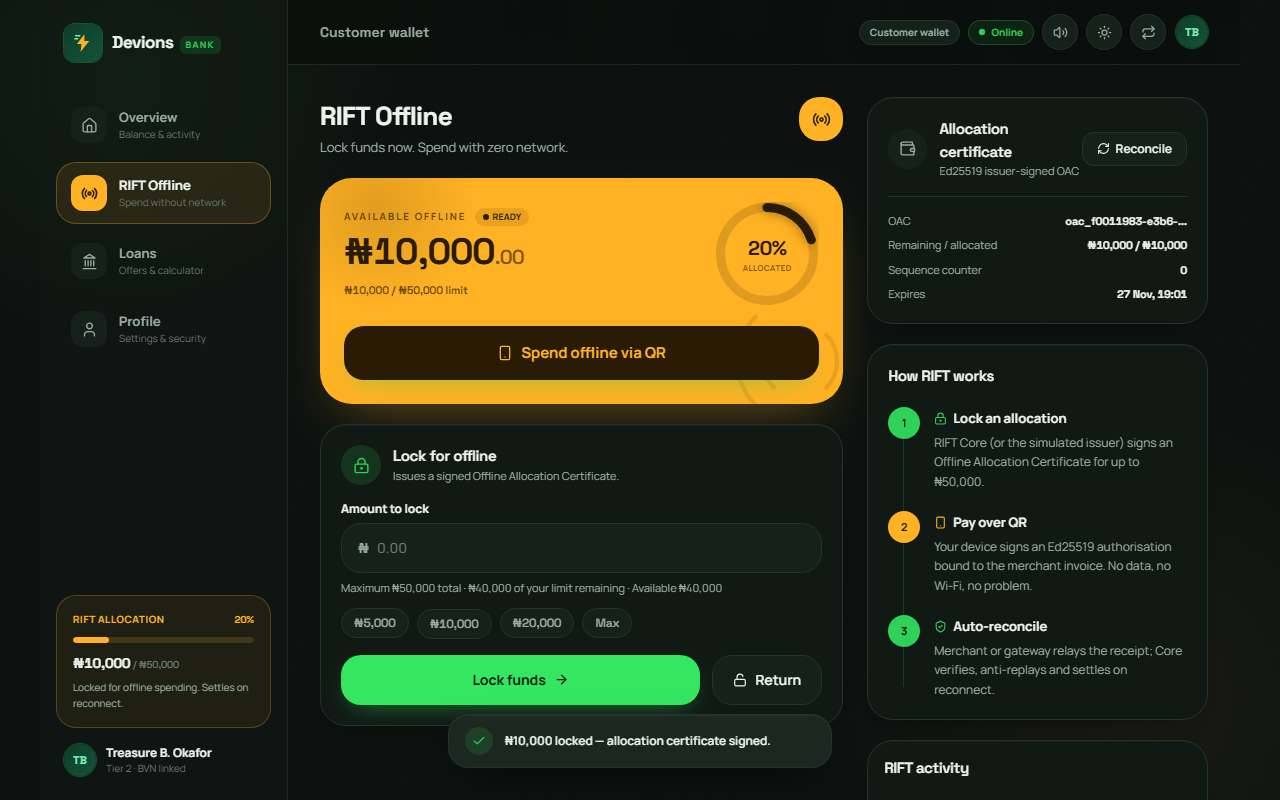 Devions BANK
Overview
Balance & activity
RIFT Offline
Spend without network
Loans
Offers & calculator
Profile
Settings & security
RIFT ALLOCATION 20%
₦10,000 / ₦50,000
Locked for offline spending. Settles on
reconnect.
TB
Treasure B. Okafor
Tier 2 · BVN linked
Customer wallet
Customer wallet
Online
TB
RIFT Offline
Lock funds now. Spend with zero network.
AVAILABLE OFFLINE READY
₦10,000.00
₦10,000 / ₦50,000 limit
20%
ALLOCATED
Spend offline via QR
Lock for offline
Issues a signed Offline Allocation Certificate.
Amount to lock
₦ 0.00
Maximum ₦50,000 total · ₦40,000 of your limit remaining · Available ₦40,000
₦5,000 ₦10,000 ₦20,000 Max
Lock funds
Return
₦10,000 locked — allocation certificate signed.
Allocation
certificate
Ed25519 issuer-signed OAC
Reconcile
OAC oac_f0011983-e3b6-...
Remaining / allocated ₦10,000 / ₦10,000
Sequence counter 0
Expires 27 Nov, 19:01
How RIFT works
1 Lock an allocation
RIFT Core (or the simulated issuer) signs an
Offline Allocation Certificate for up to
₦50,000.
2 Pay over QR
Your device signs an Ed25519 authorisation
bound to the merchant invoice. No data, no
Wi-Fi, no problem.
3 Auto-reconcile
Merchant or gateway relays the receipt; Core
verifies, anti-replays and settles on
reconnect.
RIFT activity